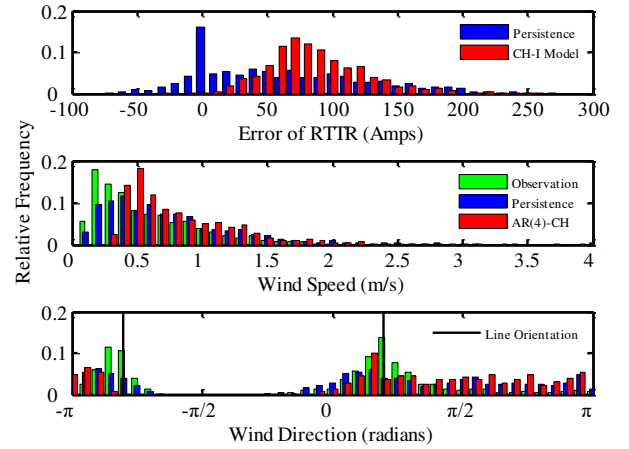 0.2
0.1
0
Persistence
CH-I Model
-100 -50 0 50 100 150 200 250 300
Error of RTTR (Amps)
Relative Frequency
0.2
0.1
0
Observation
Persistence
AR(4)-CH
0 0.5 1 1.5 2 2.5 3 3.5 4
Wind Speed (m/s)
0.2
0.1
0
Line Orientation
-π -π/2 0 π/2 π
Wind Direction (radians)